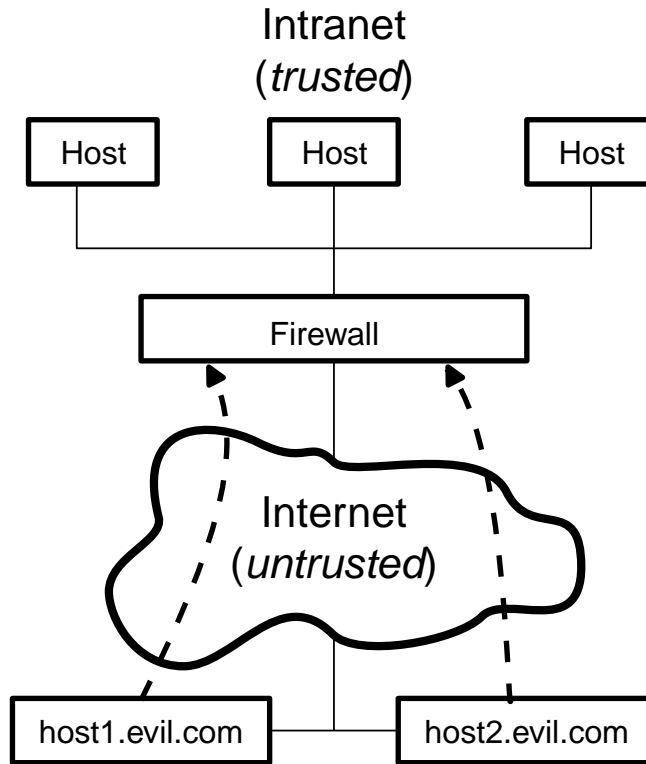 Intranet
(trusted)
Host
Host
Host
Firewall
Internet
(untrusted)
host1.evil.com
host2.evil.com